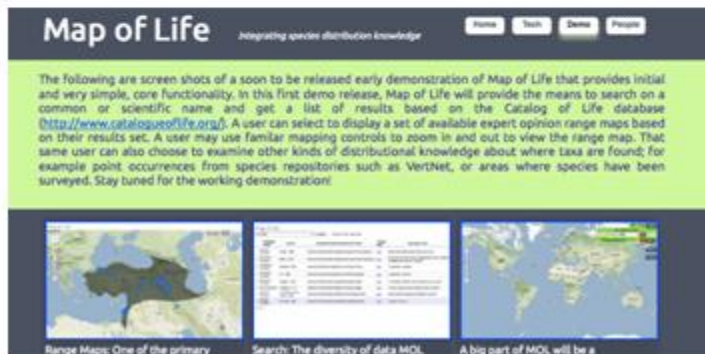 Map of Life
Integrating species distribution knowledge
Home Tech Demo People
The following are screen shots of a soon to be released early demonstration of Map of Life that provides initial
and very simple, core functionality. In this first demo release, Map of Life will provide the means to search on a
common or scientific name and get a list of results based on the Catalog of Life database
(http://www.catalogueoflife.org/). A user can select to display a set of available expert opinion range maps based
on their results set. A user may use familar mapping controls to zoom in and out to view the range map. That
same user can also choose to examine other kinds of distributional knowledge about where taxa are found; for
example point occurrences from species repositories such as VertNet, or areas where species have been
surveyed. Stay tuned for the working demonstration!
Range Maps: One of the primary
Search: The diversity of data MOL
A big part of MOL will be a